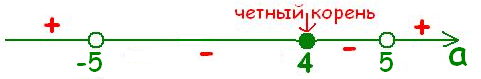 четный корень
+ - - +
-5 4 5 a